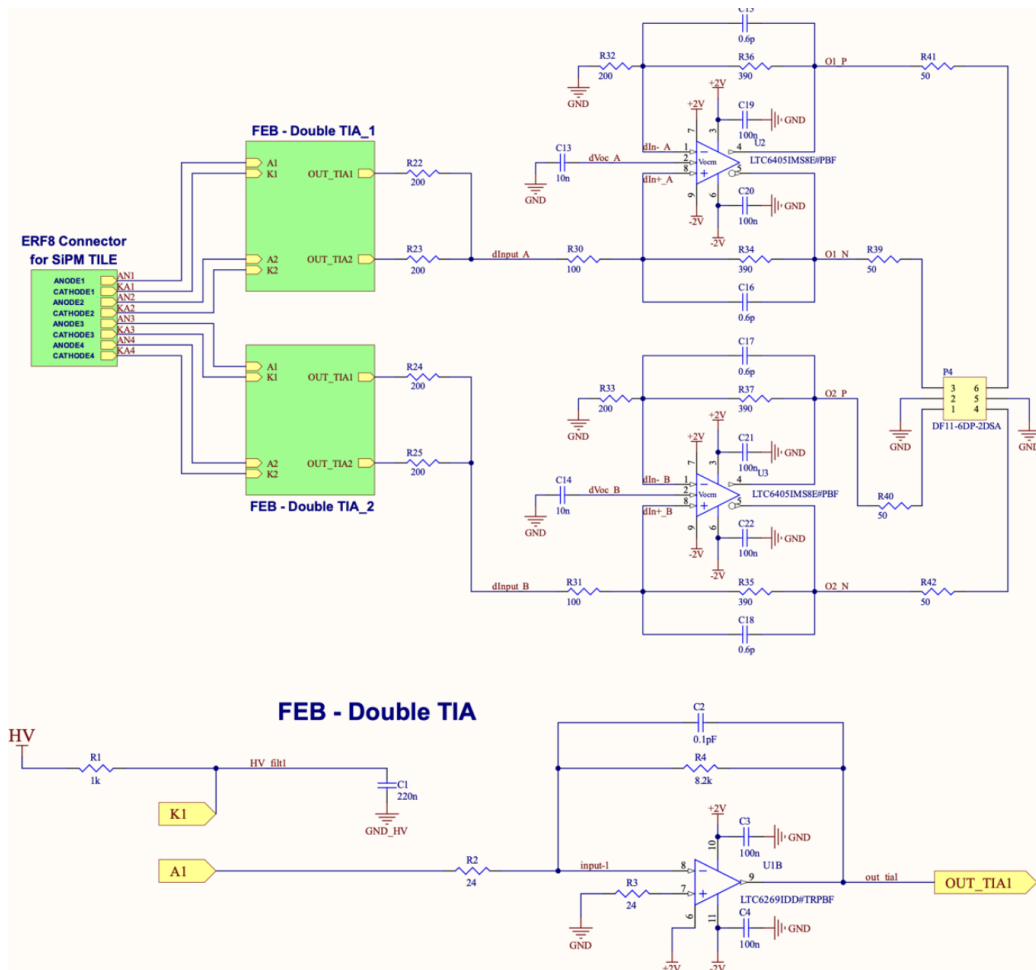 0.6p
R32
200
GND
R36
390
O1_P
R41
50
+2V
+2V
C19
100n
GND
U2
LTC6405IMS8E#PBF
7
3
dIn-_A
1
4
C13
10n
GND
dVoc_A
2
Vocm
dIn+_A
8
5
9
6
-2V
-2V
C20
100n
GND
FEB - Double TIA_1
A1
K1
OUT_TIA1
R22
200
A2
K2
OUT_TIA2
R23
200
dInput_A
R30
100
R34
390
O1_N
R39
50
C16
0.6p
ERF8 Connector
for SiPM TILE
ANODE1
CATHODE1
ANODE2
CATHODE2
ANODE3
CATHODE3
ANODE4
CATHODE4
AN1
KA1
AN2
KA2
AN3
KA3
AN4
KA4
A1
K1
OUT_TIA1
R24
200
A2
K2
OUT_TIA2
R25
200
FEB - Double TIA_2
C17
0.6p
R33
200
GND
R37
390
O2_P
P4
3
6
2
5
1
4
DF11-6DP-2DSA
GND
GND
+2V
+2V
C21
100n
GND
U3
LTC6405IMS8E#PBF
7
3
dIn-_B
1
4
C14
10n
GND
dVoc_B
2
Vocm
dIn+_B
8
5
9
6
-2V
-2V
C22
100n
GND
R40
50
dInput_B
R31
100
R35
390
O2_N
R42
50
C18
0.6p
FEB - Double TIA
HV
R1
1k
HV_filt1
C1
220n
GND_HV
K1
A1
R2
24
input-1
C2
0.1pF
R4
8.2k
+2V
C3
100n
GND
U1B
LTC6269IDD#TRPBF
10
8
7
9
6
11
R3
24
GND
+2V
-2V
C4
100n
GND
out_tia1
OUT_TIA1